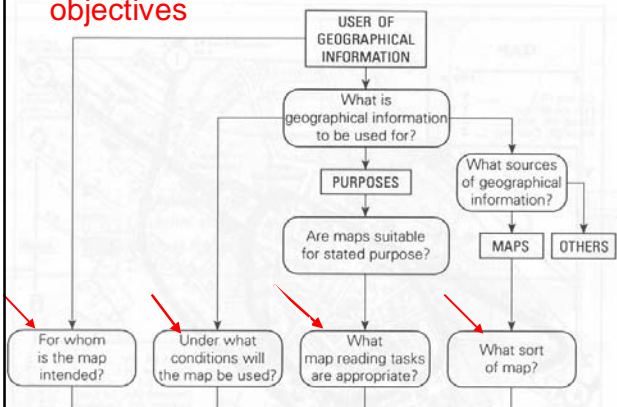 objectives
USER OF
GEOGRAPHICAL
INFORMATION
What is
geographical information
to be used for?
PURPOSES
What sources
of geographical
information?
Are maps suitable
for stated purpose?
MAPS
OTHERS
For whom
is the map
intended?
Under what
conditions will
the map be used?
What
map reading tasks
are appropriate?
What sort
of map?